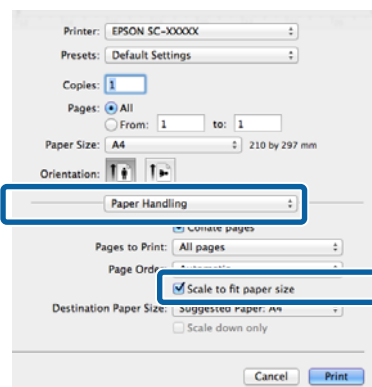 Printer: EPSON SC-XXXXX
Presets: Default Settings
Copies: 1
Pages: All
From: 1 to: 1
Paper Size: A4 210 by 297 mm
Orientation:
Paper Handling
Collate pages
Pages to Print: All pages
Page Order: Automatic
Scale to fit paper size
Destination Paper Size: Suggested Paper: A4
Scale down only
Cancel Print